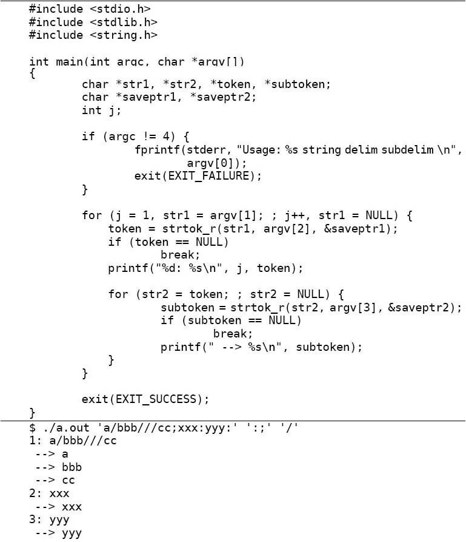 #include <stdio.h>
#include <stdlib.h>
#include <string.h>
int main(int argc, char *argv[])
{
char *str1, *str2, *token, *subtoken;
char *saveptr1, *saveptr2;
int j;
if (argc != 4) {
fprintf(stderr, "Usage: %s string delim subdelim \n",
argv[0]);
exit(EXIT_FAILURE);
}
for (j = 1, str1 = argv[1]; ; j++, str1 = NULL) {
token = strtok_r(str1, argv[2], &saveptr1);
if (token == NULL)
break;
printf("%d: %s\n", j, token);
for (str2 = token; ; str2 = NULL) {
subtoken = strtok_r(str2, argv[3], &saveptr2);
if (subtoken == NULL)
break;
printf(" --> %s\n", subtoken);
}
}
exit(EXIT_SUCCESS);
}
$ ./a.out 'a/bbb///cc;xxx:yyy:' ':;' '/'
1: a/bbb///cc
--> a
--> bbb
--> cc
2: xxx
--> xxx
3: yyy
--> yyy